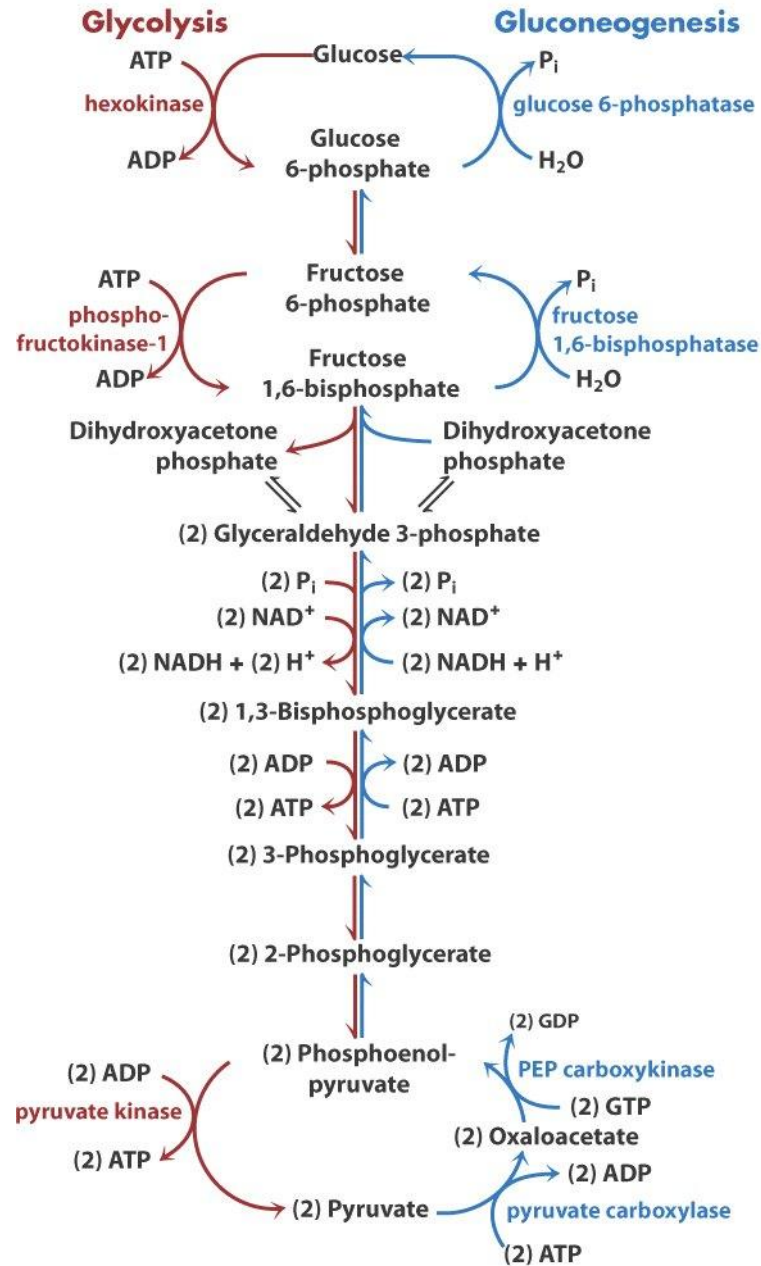 Glycolysis
Gluconeogenesis
ATP
Glucose
Pi
hexokinase
glucose 6-phosphatase
ADP
Glucose
6-phosphate
H2O
ATP
Fructose
6-phosphate
Pi
phospho-
fructokinase-1
fructose
1,6-bisphosphatase
ADP
Fructose
1,6-bisphosphate
H2O
Dihydroxyacetone
phosphate
Dihydroxyacetone
phosphate
(2) Glyceraldehyde 3-phosphate
(2) Pi
(2) Pi
(2) NAD+
(2) NAD+
(2) NADH + (2) H+
(2) NADH + H+
(2) 1,3-Bisphosphoglycerate
(2) ADP
(2) ADP
(2) ATP
(2) ATP
(2) 3-Phosphoglycerate
(2) 2-Phosphoglycerate
(2) GDP
(2) Phosphoenol-
pyruvate
(2) ADP
PEP carboxykinase
pyruvate kinase
(2) GTP
(2) Oxaloacetate
(2) ATP
(2) ADP
(2) Pyruvate
pyruvate carboxylase
(2) ATP